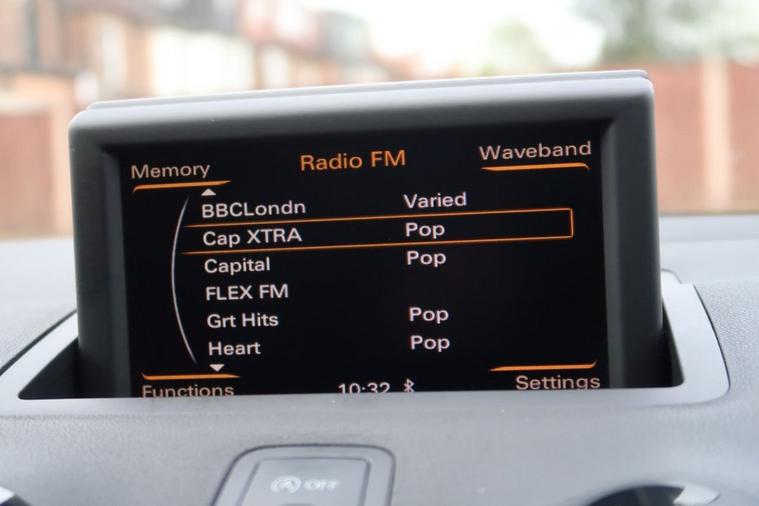 Memory Radio FM Waveband
BBCLondn Varied
Cap XTRA Pop
Capital Pop
FLEX FM
Grt Hits Pop
Heart Pop
Functions 10:32 Settings
OFF